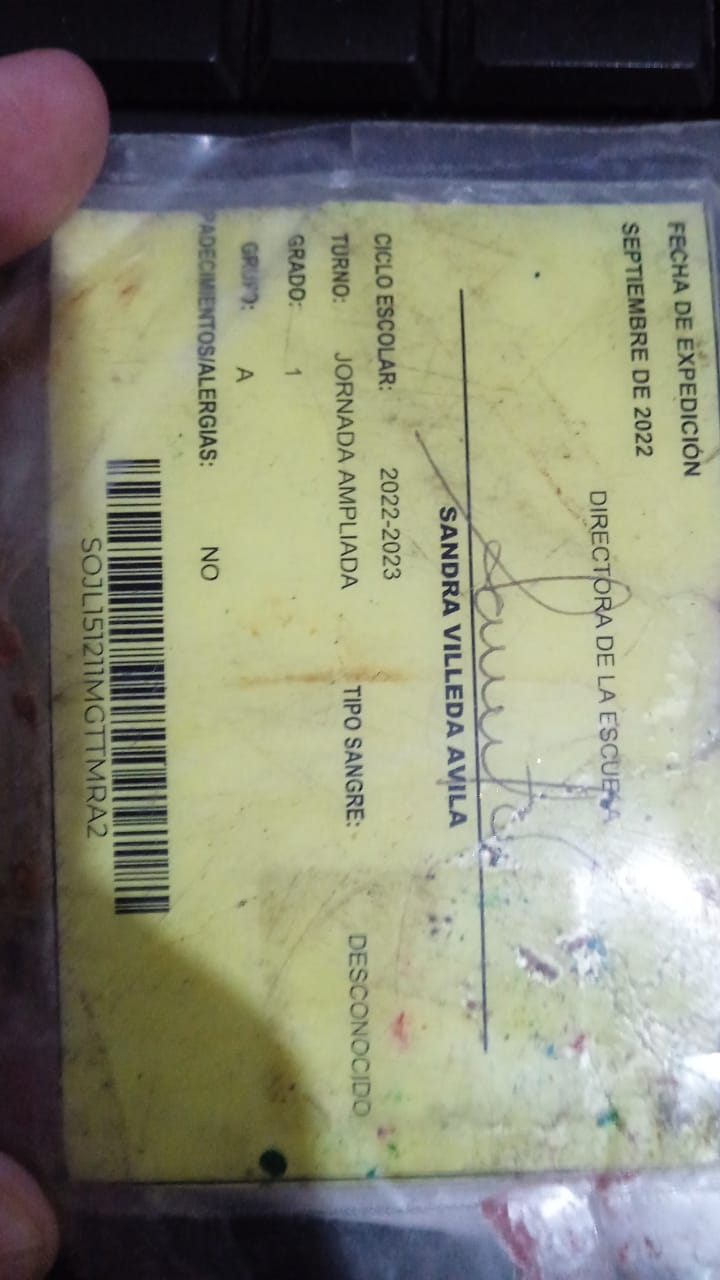 FECHA DE EXPEDICIÓN
SEPTIEMBRE DE 2022
DIRECTORA DE LA ESCUELA
SANDRA VILLEDA AVILA
CICLO ESCOLAR: 2022-2023
TURNO: JORNADA AMPLIADA TIPO SANGRE: DESCONOCIDO
GRADO: 1
GRUPO: A
PADECIMIENTOS/ALERGIAS: NO
SOJL151211MGTTMRA2